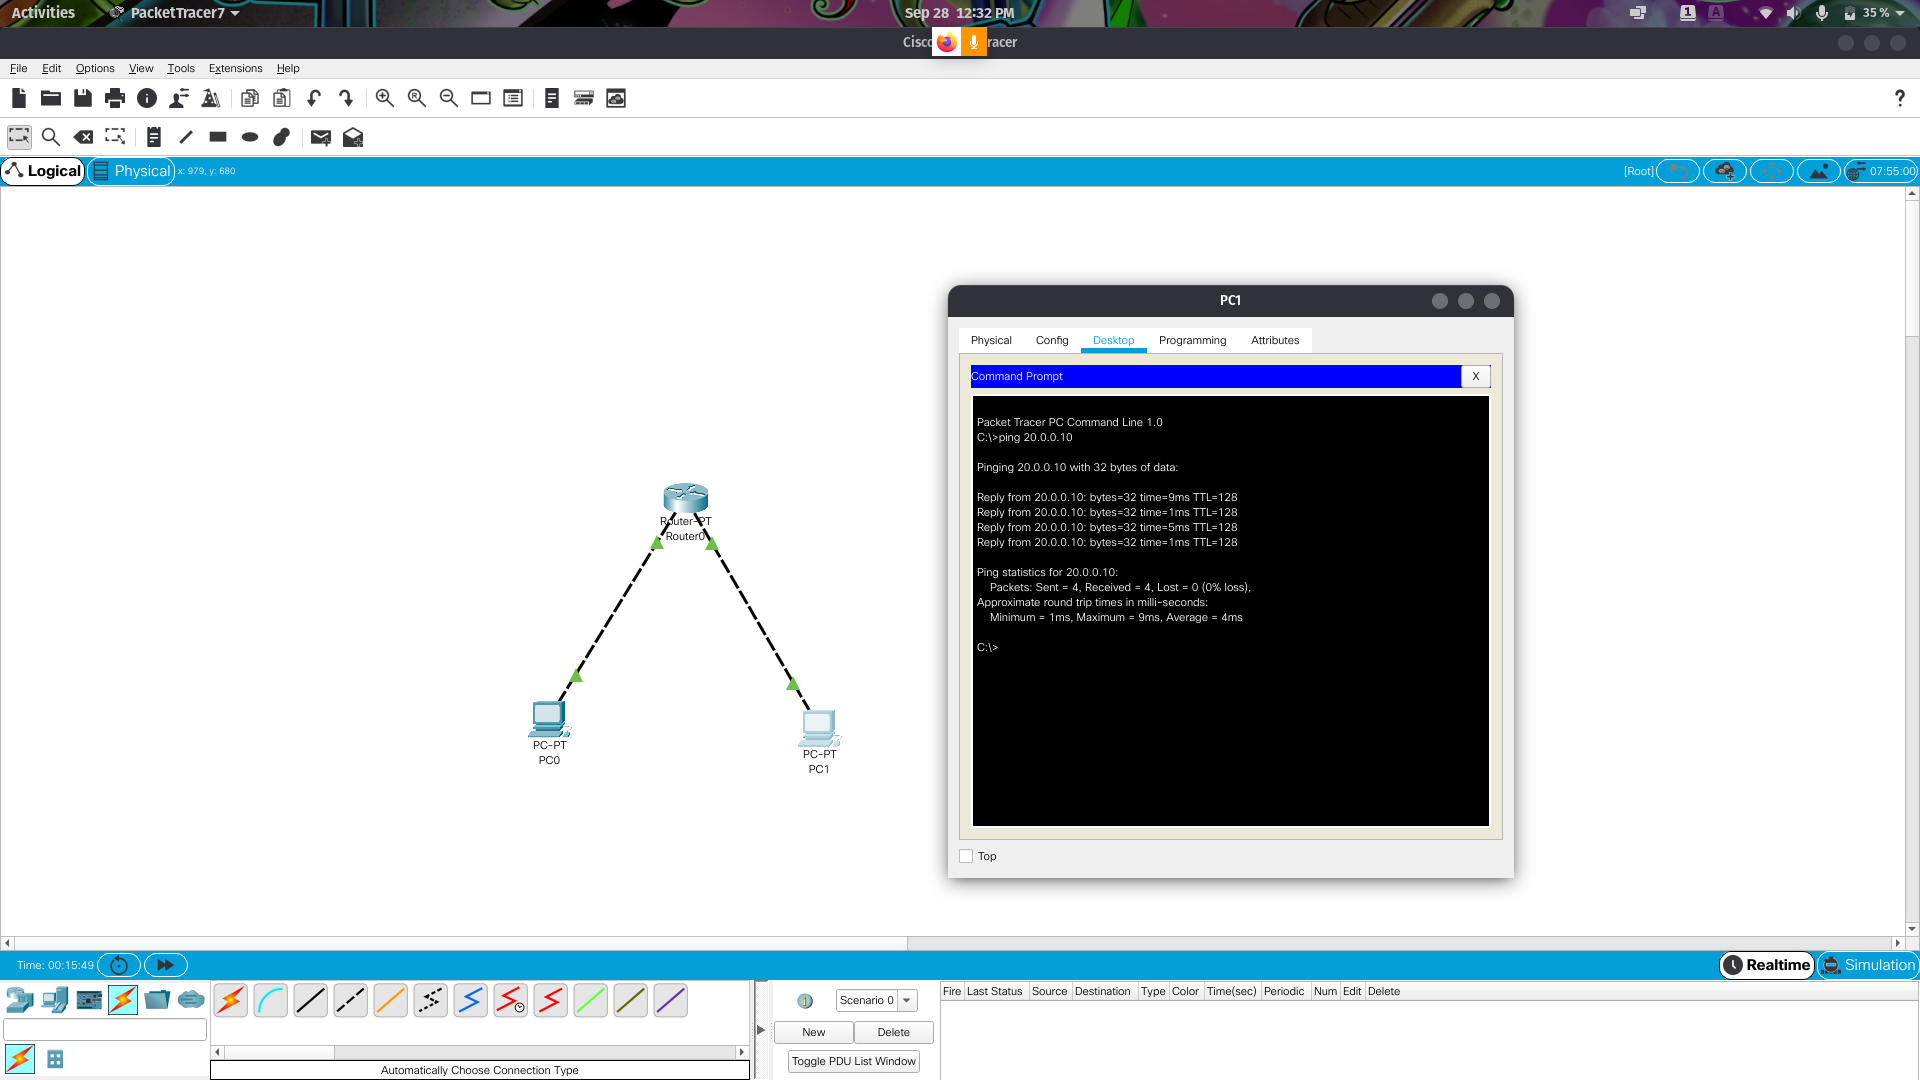 Activities
PacketTracer7
Sep 28 12:32 PM
1
A
35 %
Cisco
racer
File Edit Options View Tools Extensions Help
?
Logical
Physical
x: 979, y: 680
[Root]
07:55:00
PC1
Physical Config Desktop Programming Attributes
Command Prompt
X
Packet Tracer PC Command Line 1.0
C:\>ping 20.0.0.10
Pinging 20.0.0.10 with 32 bytes of data:
Reply from 20.0.0.10: bytes=32 time=9ms TTL=128
Reply from 20.0.0.10: bytes=32 time=1ms TTL=128
Reply from 20.0.0.10: bytes=32 time=5ms TTL=128
Reply from 20.0.0.10: bytes=32 time=1ms TTL=128
Ping statistics for 20.0.0.10:
Packets: Sent = 4, Received = 4, Lost = 0 (0% loss),
Approximate round trip times in milli-seconds:
Minimum = 1ms, Maximum = 9ms, Average = 4ms
C:\>
Top
Router-PT
Router0
PC-PT
PC0
PC-PT
PC1
Time: 00:15:49
Realtime
Simulation
Scenario 0
New
Delete
Toggle PDU List Window
Fire Last Status Source Destination Type Color Time(sec) Periodic Num Edit Delete
Automatically Choose Connection Type